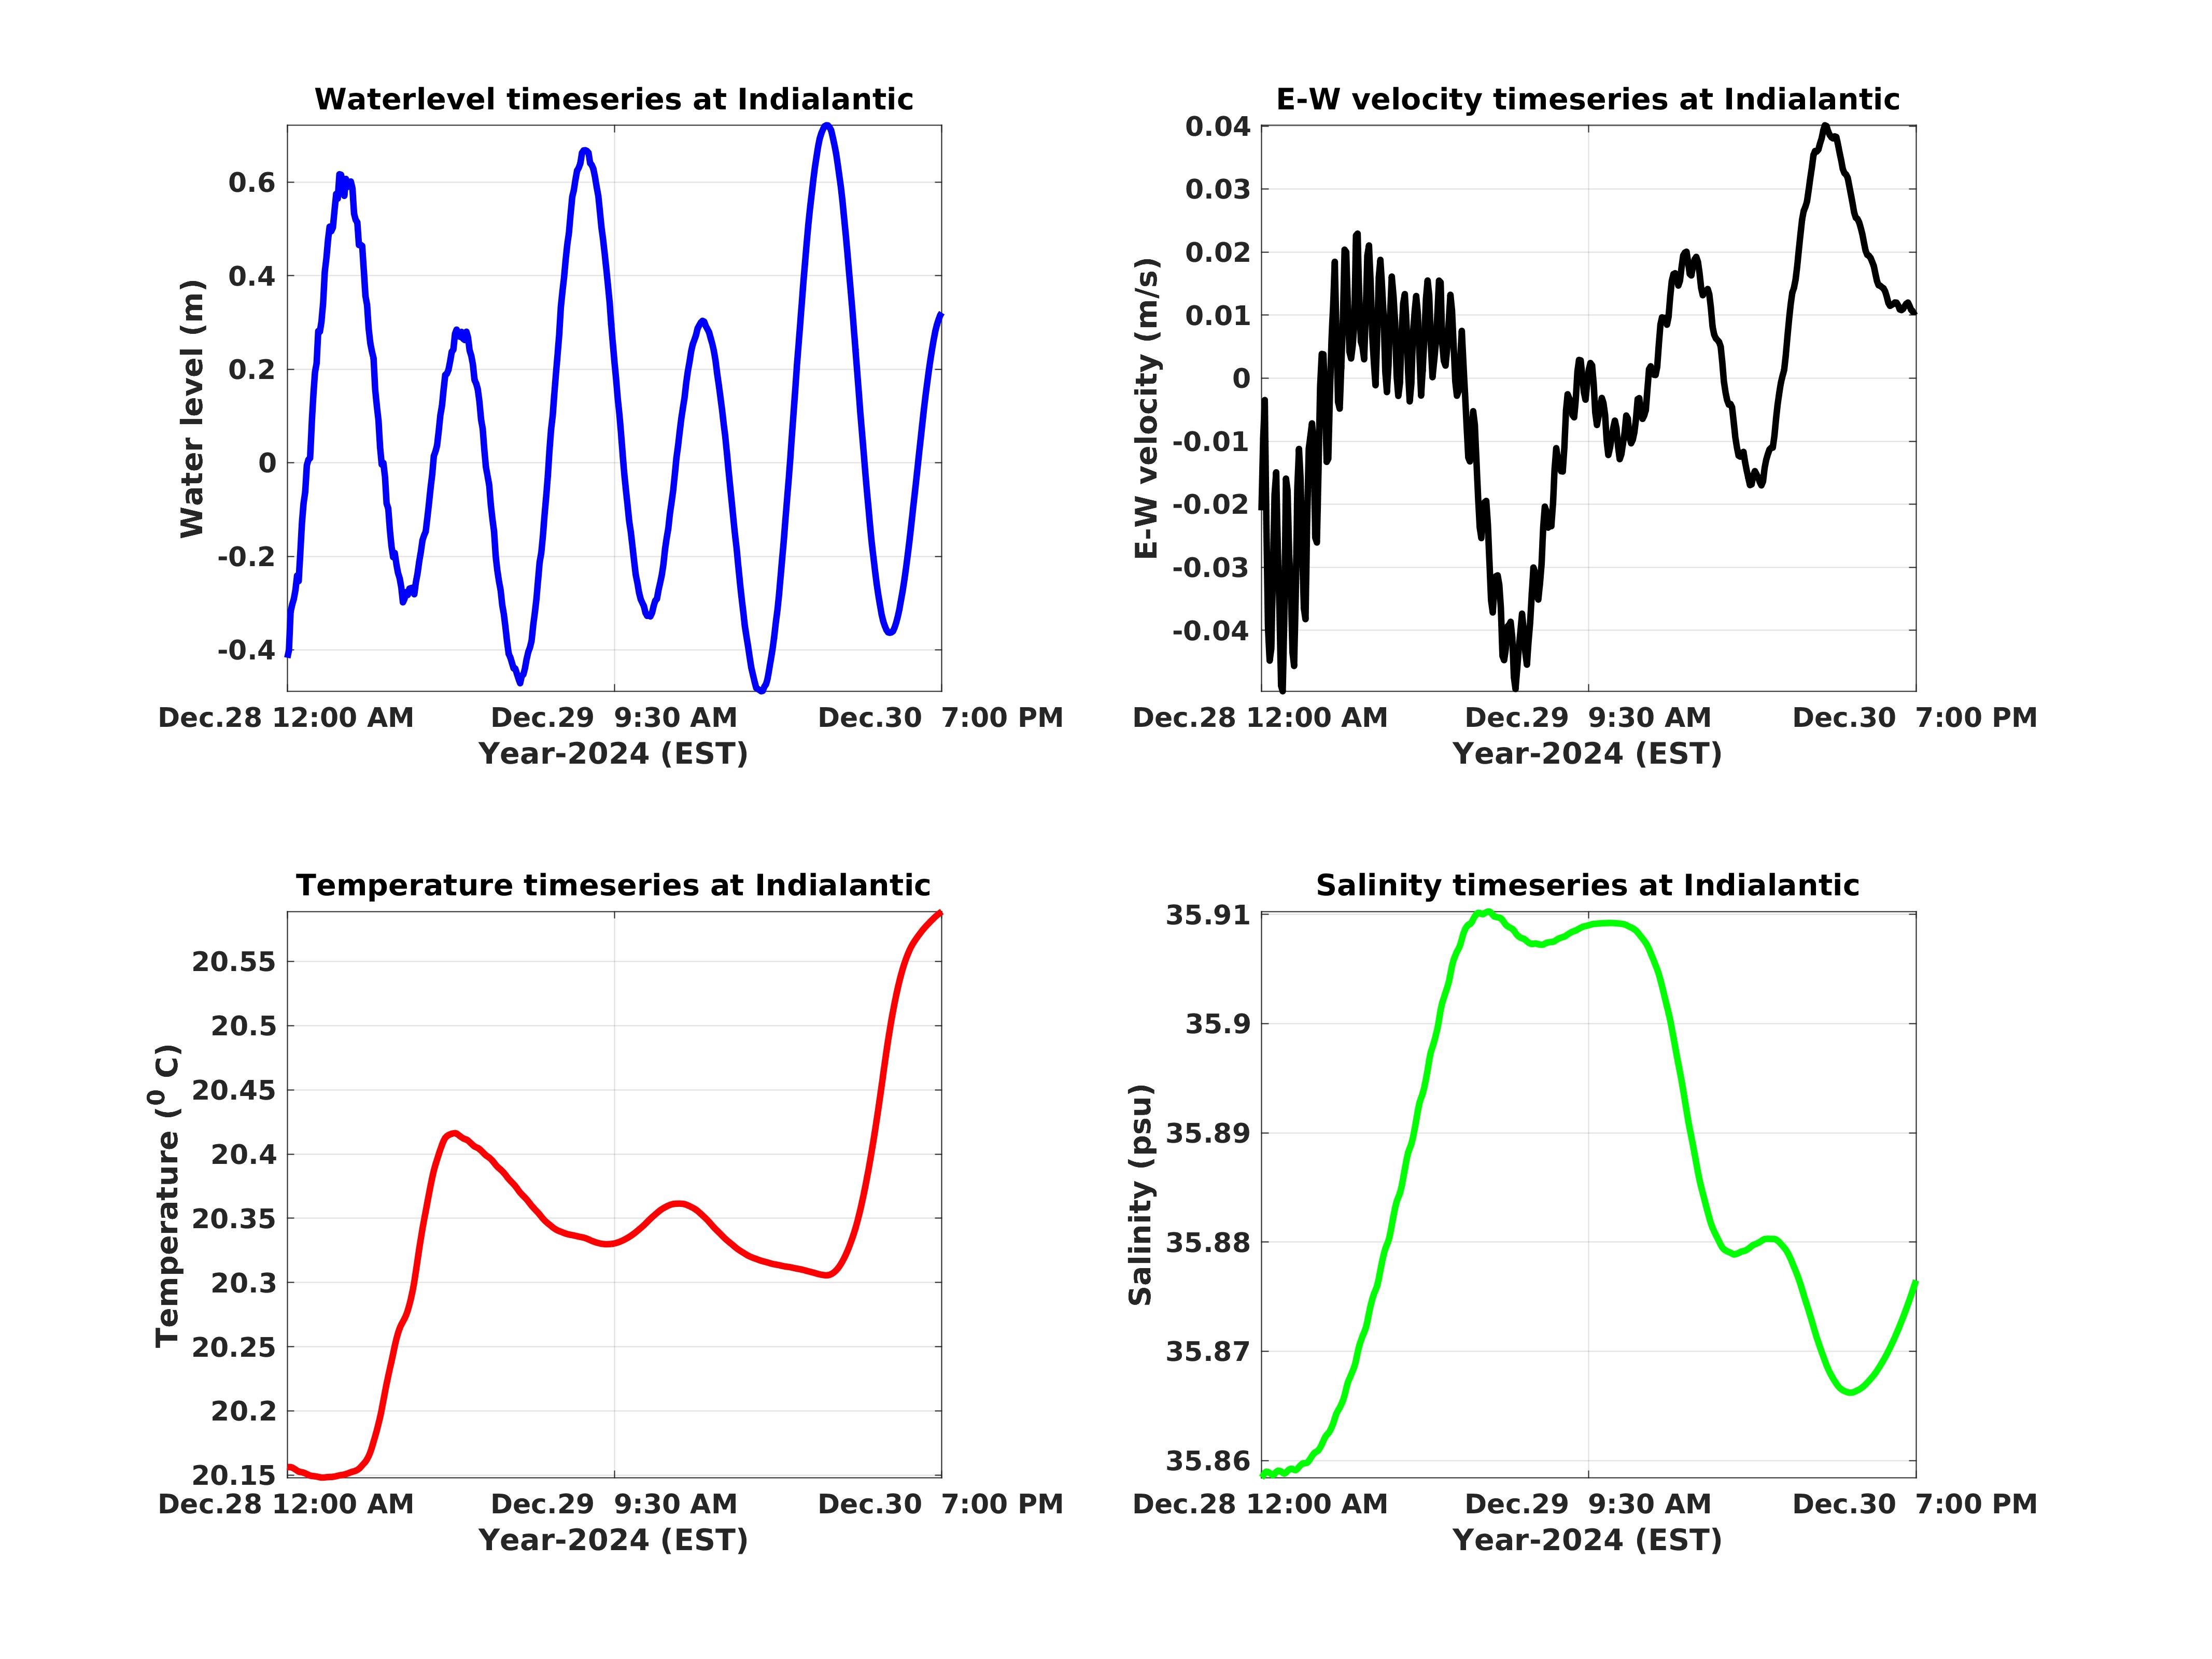 Waterlevel timeseries at Indialantic
Water level (m)
0.6
0.4
0.2
0
-0.2
-0.4
Dec.28 12:00 AM
Dec.29 9:30 AM
Dec.30 7:00 PM
Year-2024 (EST)
E-W velocity timeseries at Indialantic
E-W velocity (m/s)
0.04
0.03
0.02
0.01
0
-0.01
-0.02
-0.03
-0.04
Dec.28 12:00 AM
Dec.29 9:30 AM
Dec.30 7:00 PM
Year-2024 (EST)
Temperature timeseries at Indialantic
Temperature (⁰ C)
20.55
20.5
20.45
20.4
20.35
20.3
20.25
20.2
20.15
Dec.28 12:00 AM
Dec.29 9:30 AM
Dec.30 7:00 PM
Year-2024 (EST)
Salinity timeseries at Indialantic
Salinity (psu)
35.91
35.9
35.89
35.88
35.87
35.86
Dec.28 12:00 AM
Dec.29 9:30 AM
Dec.30 7:00 PM
Year-2024 (EST)